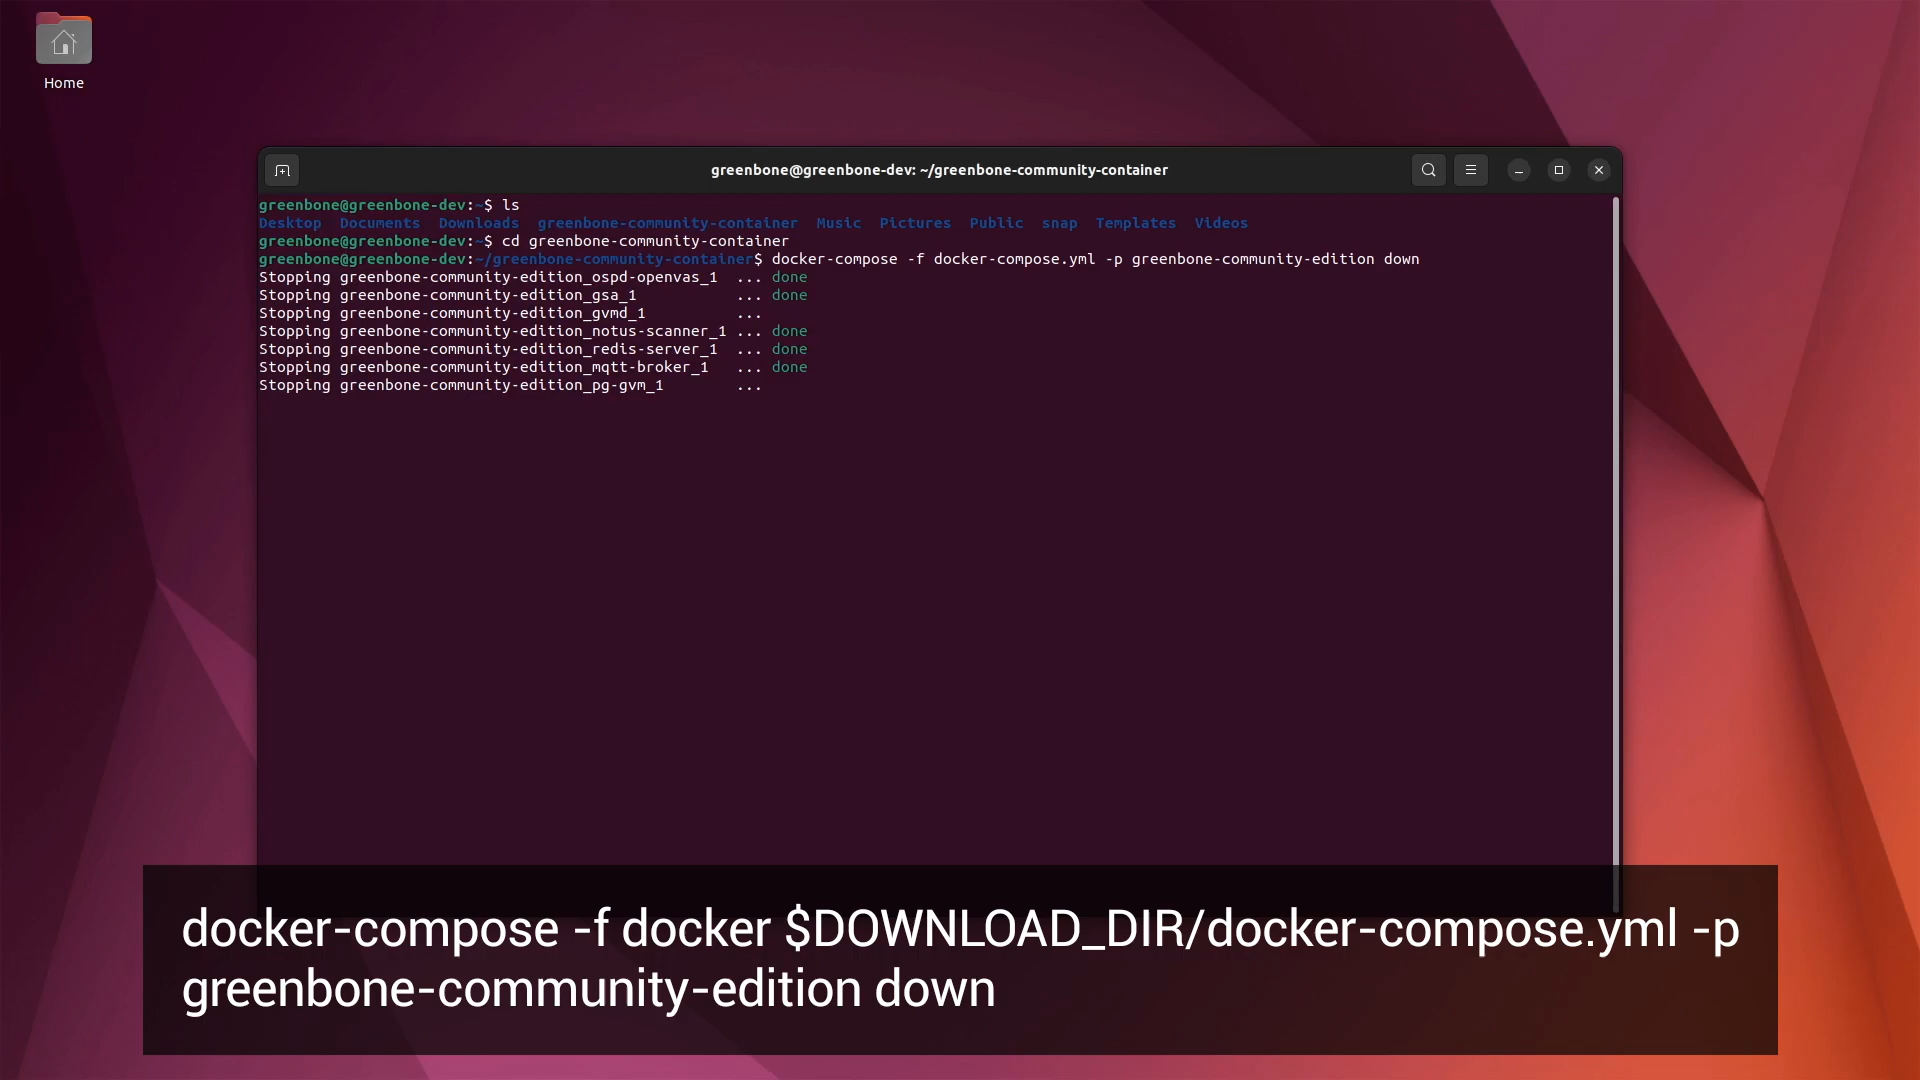 Home
greenbone@greenbone-dev: ~/greenbone-community-container
greenbone@greenbone-dev:~$ ls
Desktop  Documents  Downloads  greenbone-community-container  Music  Pictures  Public  snap  Templates  Videos
greenbone@greenbone-dev:~$ cd greenbone-community-container
greenbone@greenbone-dev:~/greenbone-community-container$ docker-compose -f docker-compose.yml -p greenbone-community-edition down
Stopping greenbone-community-edition_ospd-openvas_1  ... done
Stopping greenbone-community-edition_gsa_1           ... done
Stopping greenbone-community-edition_gvmd_1          ...
Stopping greenbone-community-edition_notus-scanner_1 ... done
Stopping greenbone-community-edition_redis-server_1  ... done
Stopping greenbone-community-edition_mqtt-broker_1   ... done
Stopping greenbone-community-edition_pg-gvm_1        ...
docker-compose -f docker $DOWNLOAD_DIR/docker-compose.yml -p
greenbone-community-edition down